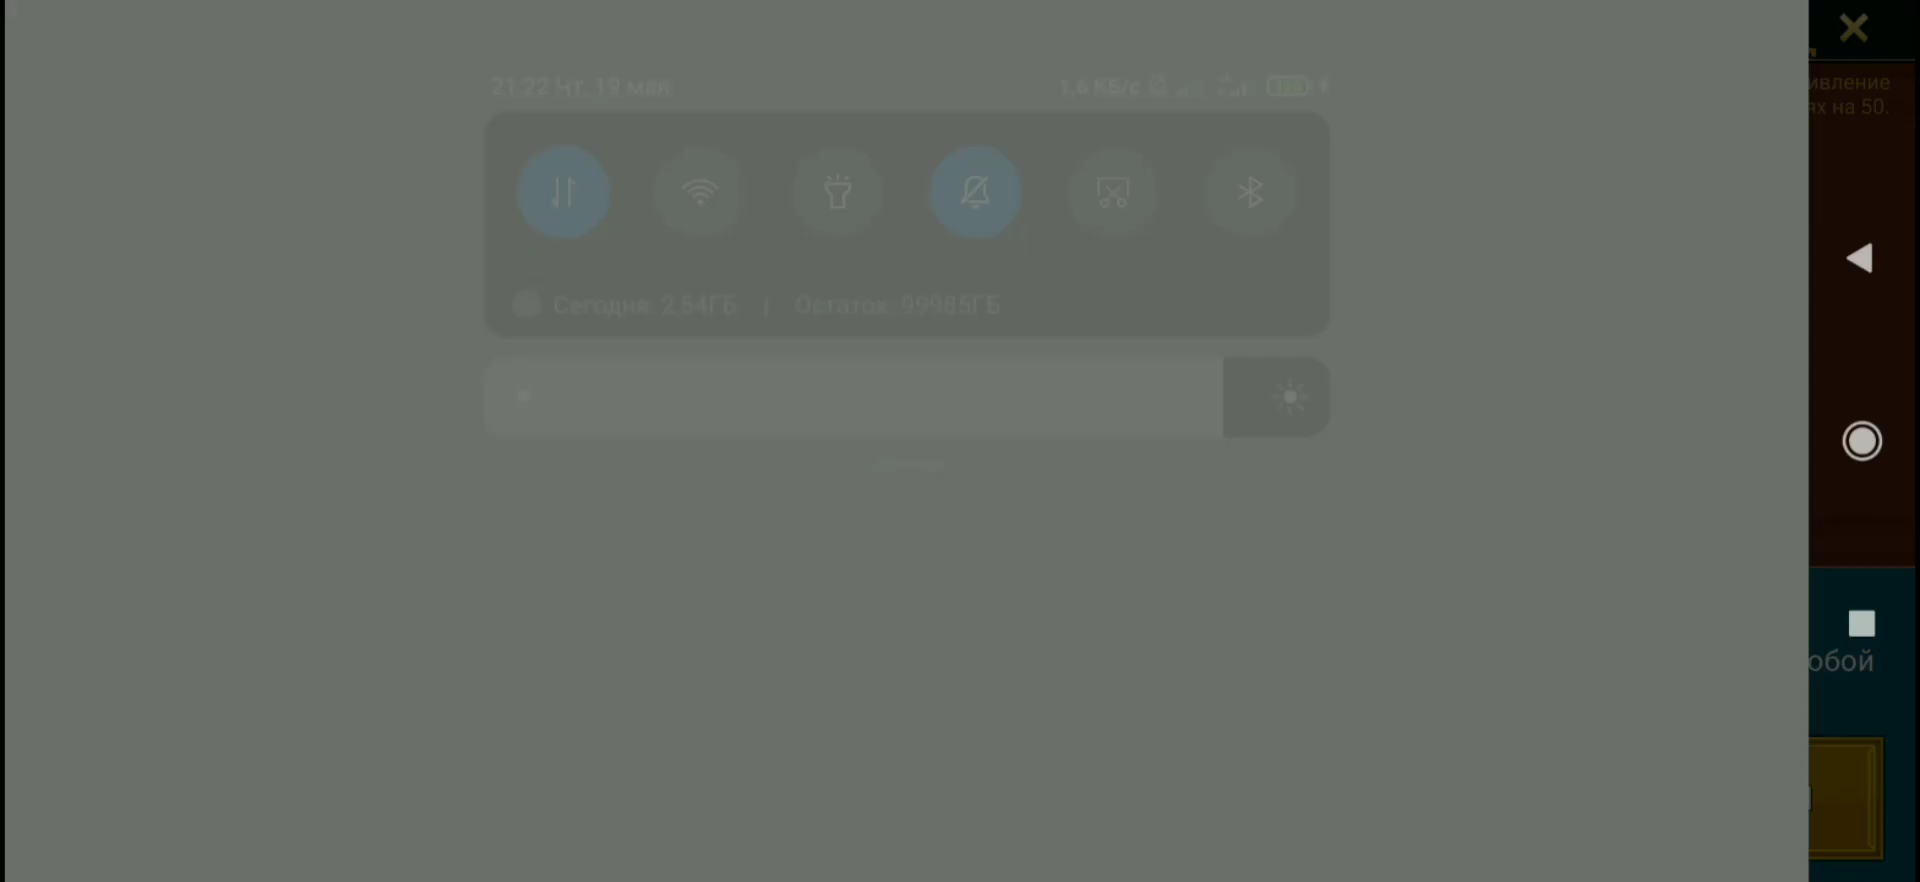 21:22 Чт, 19 мая
1,6 КБ/с
ивление
ях на 50.
Сегодня: 2,54ГБ | Остаток: 99985ГБ
обой